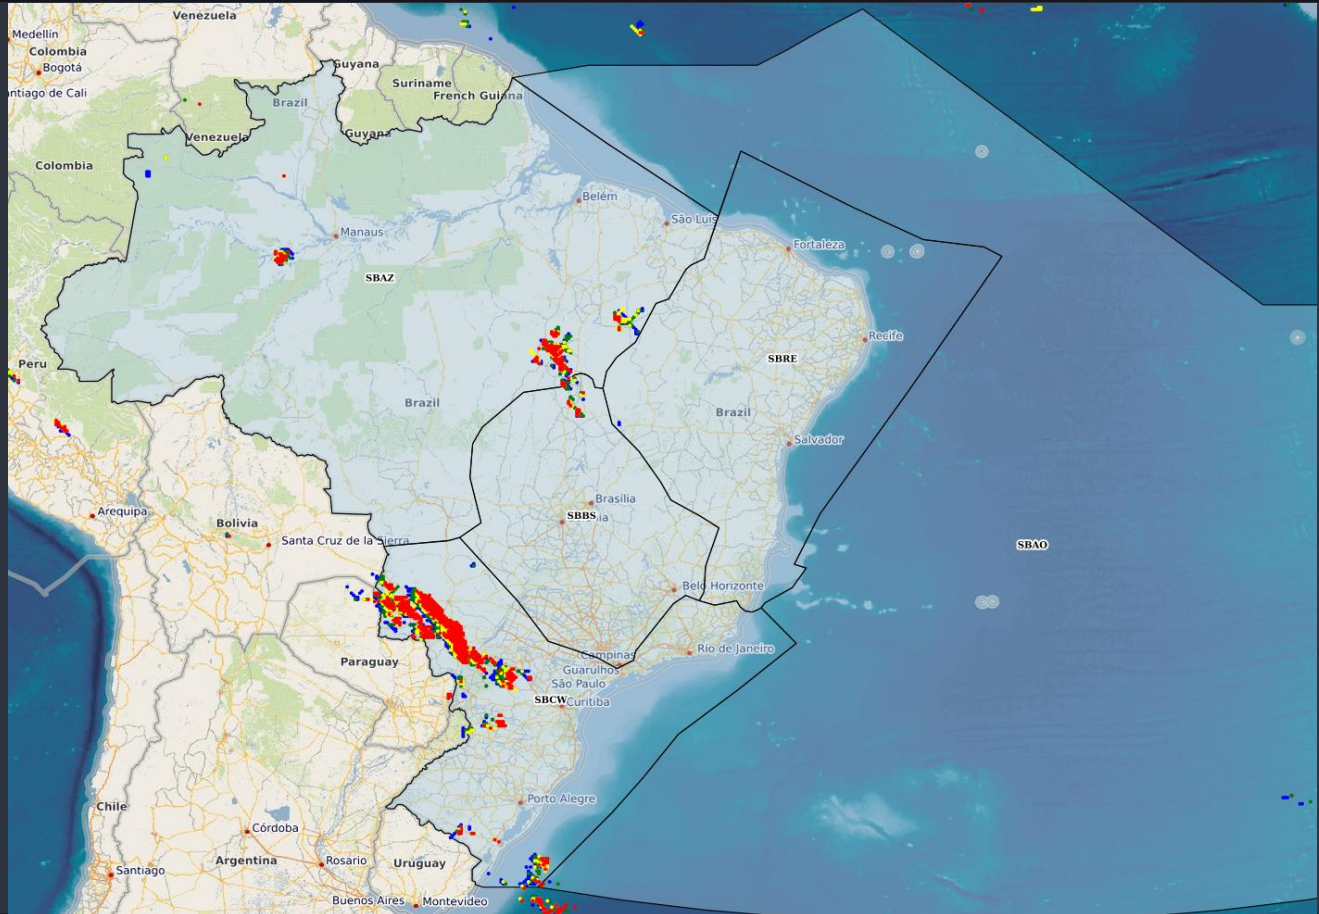 Venezuela
Medellín
Colombia
Bogotá
ntiago de Cali
Guyana
Suriname
French Guiana
Brazil
Venezuela
Guyana
Colombia
Belém
São Luís
Manaus
Fortaleza
SBAZ
Recife
SBRE
Peru
Brazil
Brazil
Salvador
Brasília
Arequipa
SBBS
ia
Bolivia
Santa Cruz de la Sierra
SBAO
Belo Horizonte
Rio de Janeiro
Campinas
Paraguay
Guarulhos
São Paulo
SBCW
Curitiba
Chile
Porto Alegre
Córdoba
Argentina
Rosario
Uruguay
Santiago
Buenos Aires
Montevideo